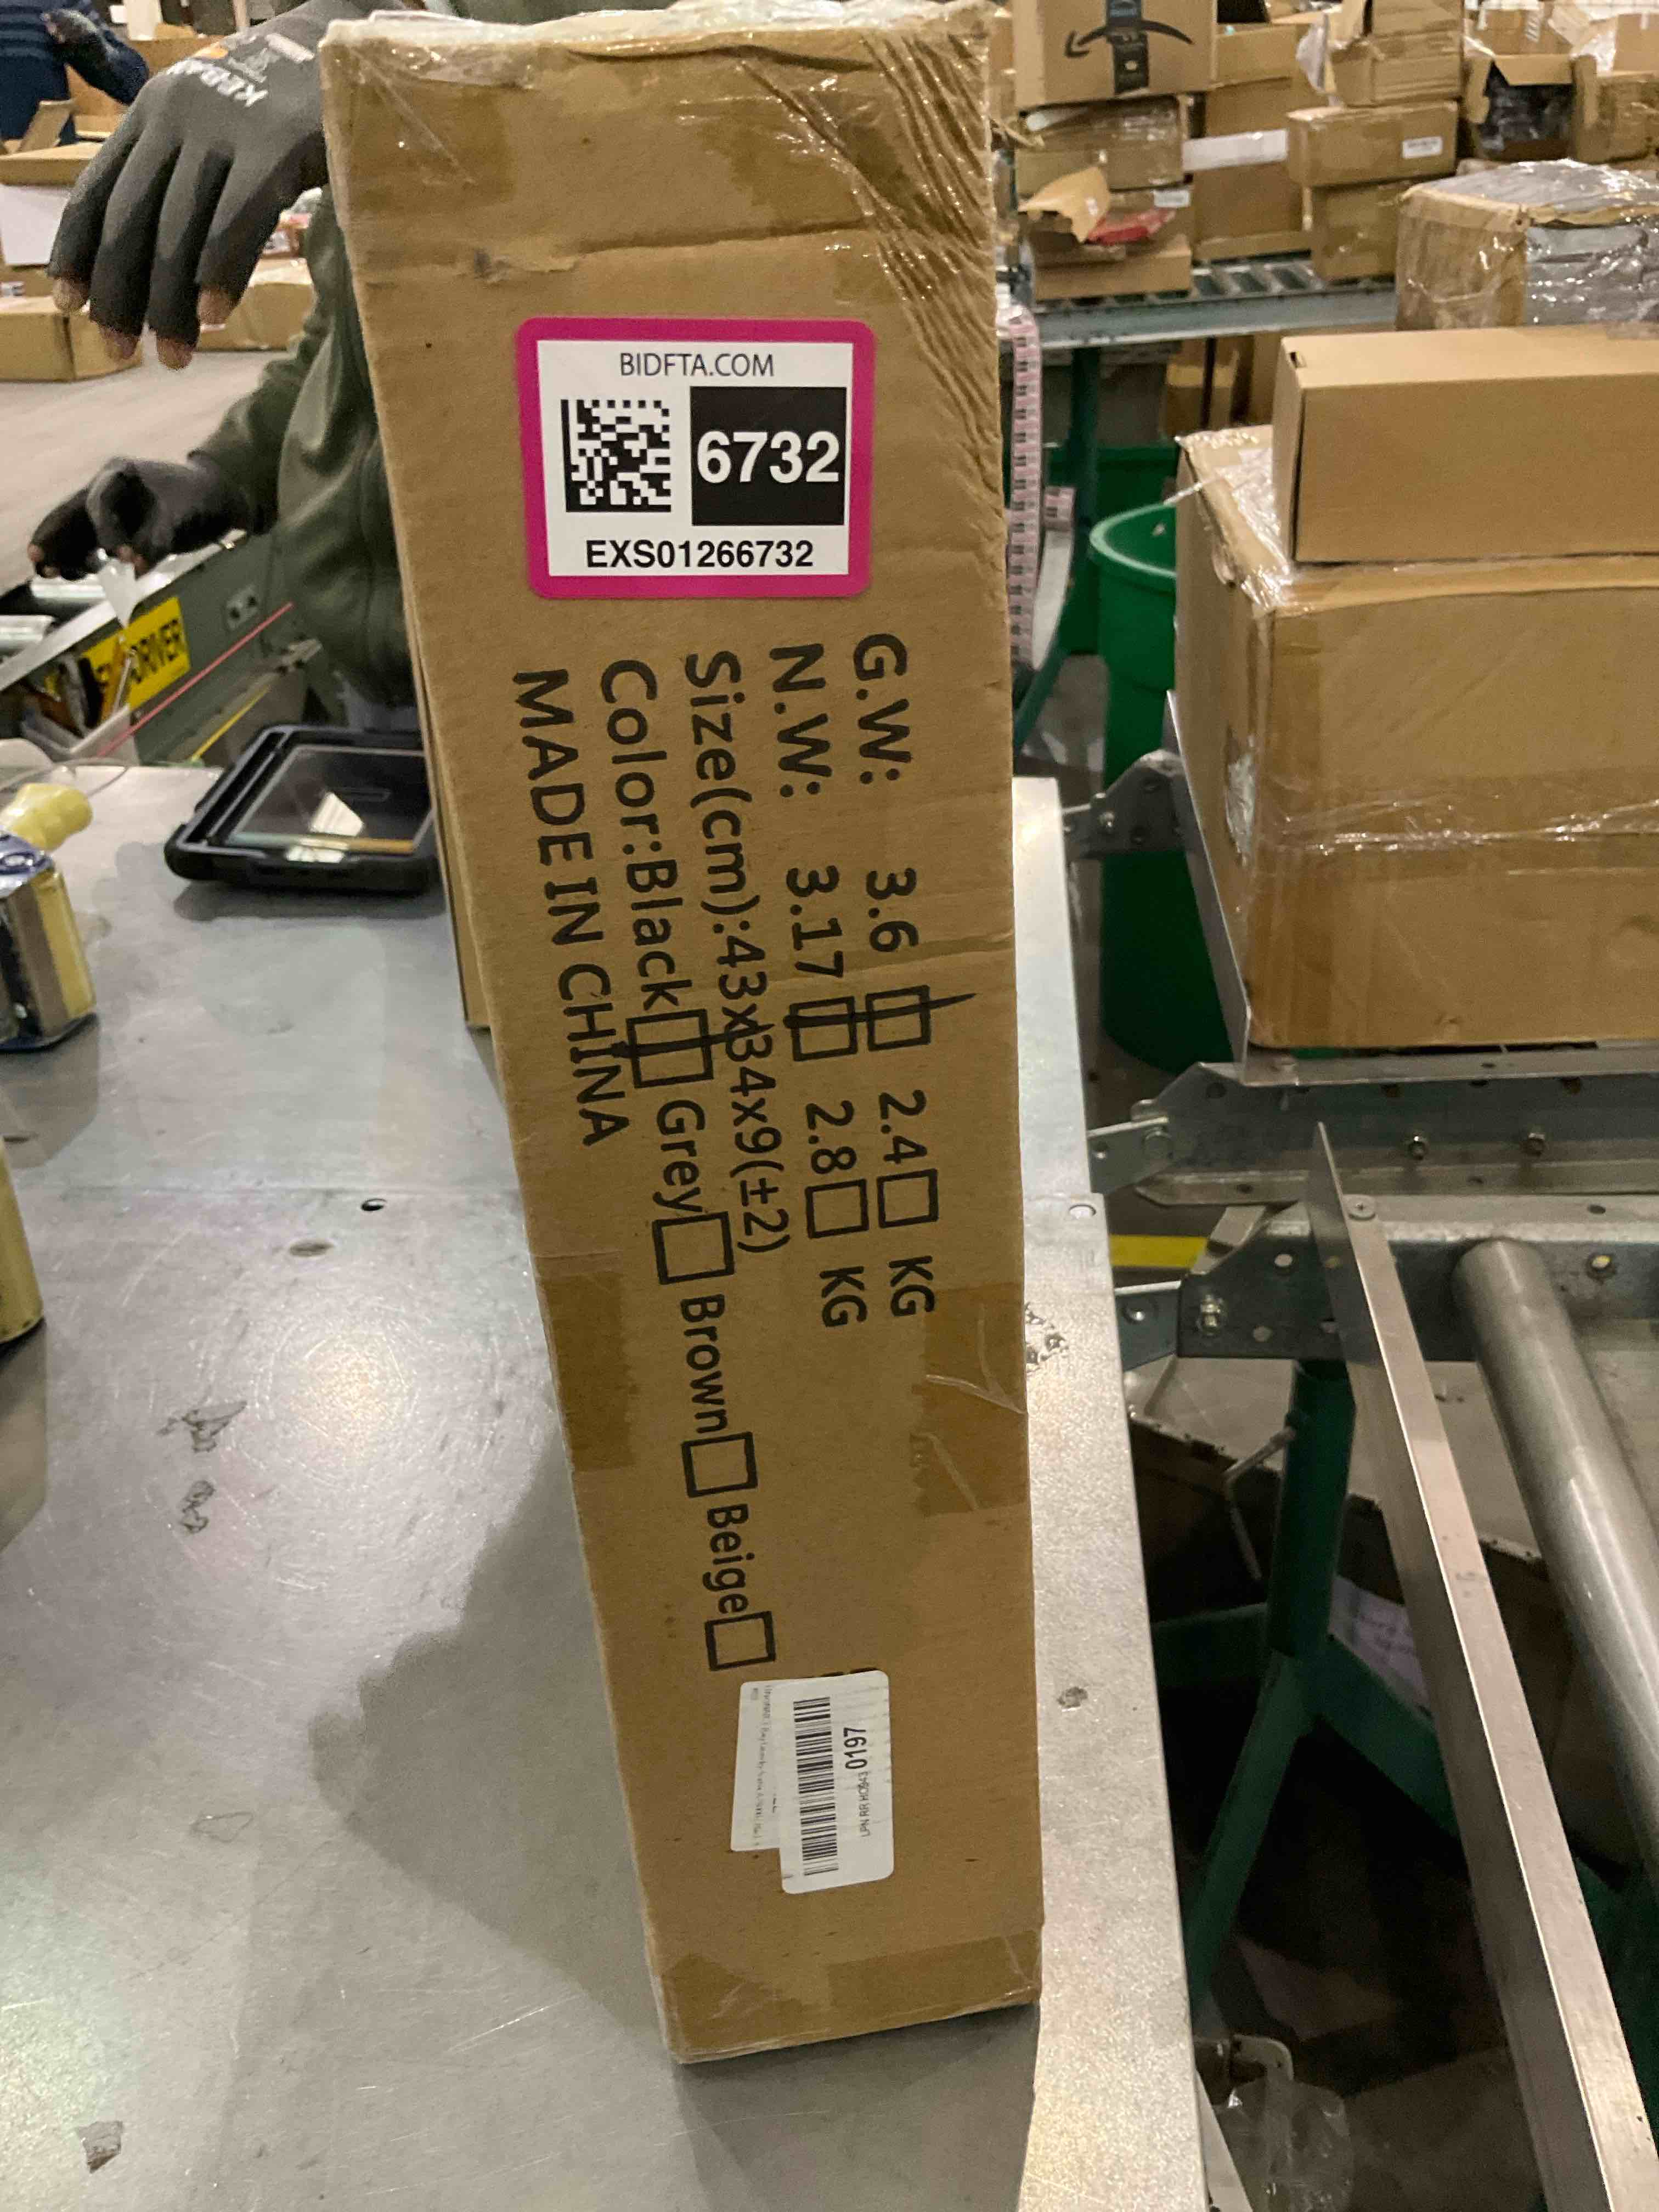 BIDFTA.COM
6732
EXS01266732
G.W: 3.6 □ 2.4 □ KG
N.W: 3.17 □ 2.8 □ KG
Size(cm):43x34x9(±2)
Color:Black □ Grey □ Brown □ Beige □
MADE IN CHINA
0197
DRIVER